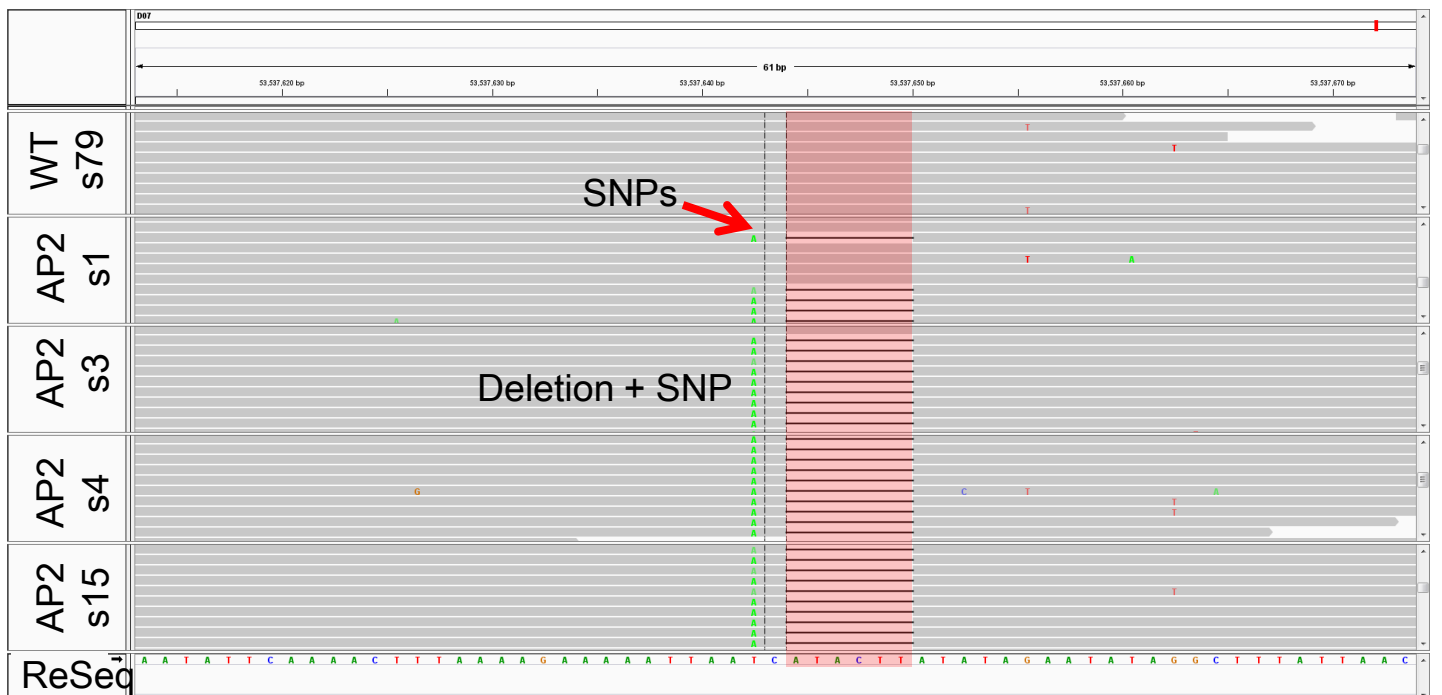 D07
61 bp
53,537,620 bp 53,537,630 bp 53,537,640 bp 53,537,650 bp 53,537,660 bp 53,537,670 bp
WT
s79
T
T
T
SNPs
AP2
s1
A
T A
A
A
A
A A
AP2
s3
Deletion + SNP
A
A
A
A
A
A
A
A
A
AP2
s4
A
A
A
A
A
G A C T A
A T
A T
A
A
AP2
s15
A
A
A
A
A T
A
A
A
A
A
ReSeq
A A T A T T C A A A A C T T T A A A A G A A A A A T T A A T C A T A C T T A T A T A G A A T A T A G G C T T T A T T A A C